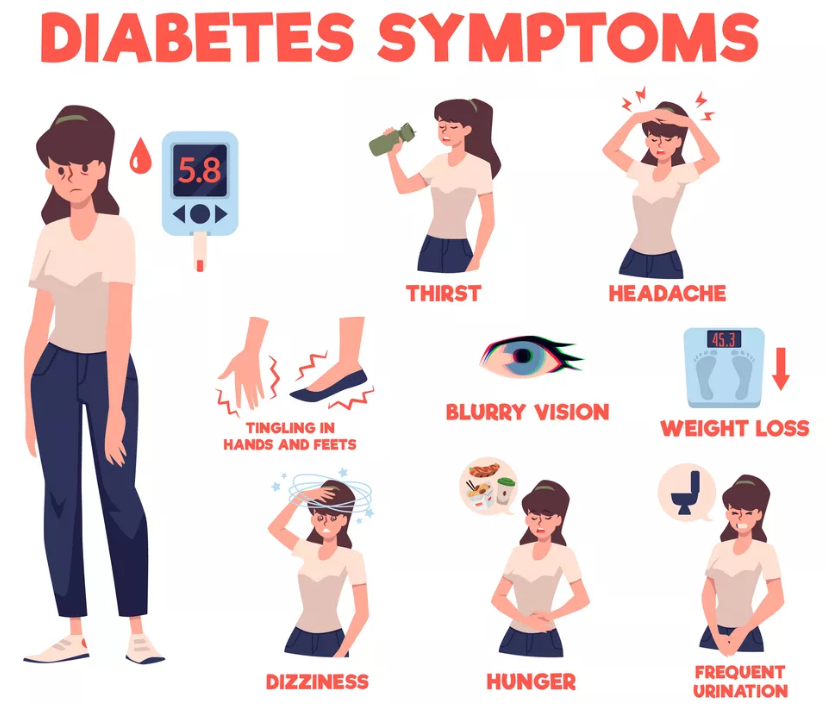 DIABETES SYMPTOMS
5.8
THIRST
HEADACHE
TINGLING IN
HANDS AND FEETS
BLURRY VISION
45.3
WEIGHT LOSS
DIZZINESS
HUNGER
FREQUENT
URINATION